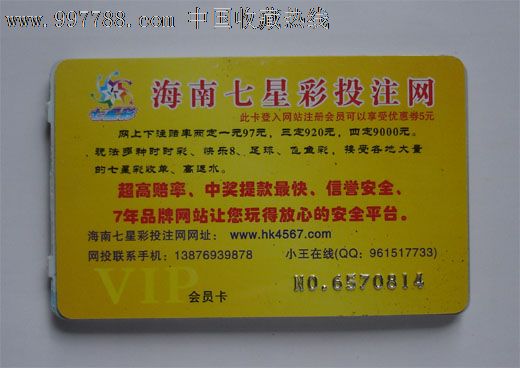 www.997788.com 中国收藏热线
七星彩
海南七星彩投注网
此卡登入网站注册会员可以享受优惠券5元
网上下注赔率两定一元97元，三定920元，四定9000元。
玩法多种时时彩、快乐8、足球、包鱼彩，接受各地大量
的七星彩收单、高返水。
超高赔率、中奖提款最快、信誉安全、
7年品牌网站让您玩得放心的安全平台。
海南七星彩投注网网址： www.hk4567.com
网投联系手机：13876939878 小王在线(QQ：961517733)
VIP 会员卡 NO.6570814